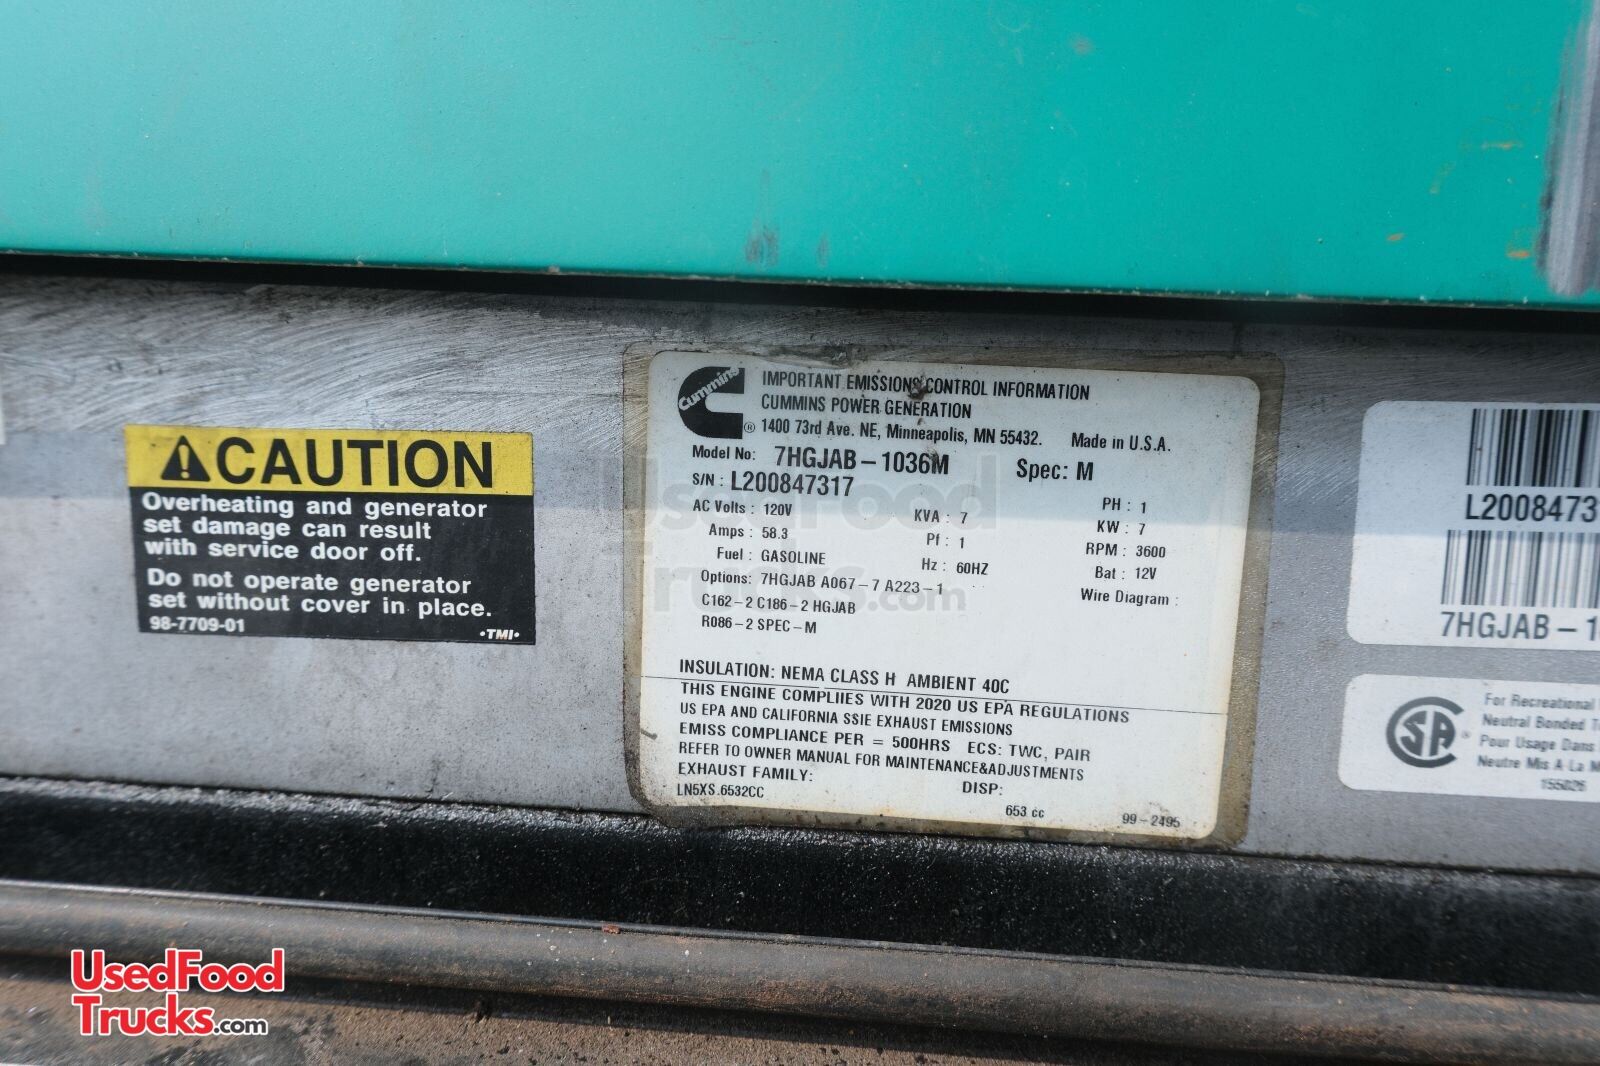 CAUTION
Overheating and generator
set damage can result
with service door off.
Do not operate generator
set without cover in place.
98-7709-01
•TMI•
Cummins
®
IMPORTANT EMISSIONS CONTROL INFORMATION
CUMMINS POWER GENERATION
1400 73rd Ave. NE, Minneapolis, MN 55432. Made in U.S.A.
Model No: 7HGJAB-1036M Spec: M
S/N : L200847317
AC Volts : 120V KVA : 7 PH : 1
Amps : 58.3 Pf : 1 KW : 7
Fuel : GASOLINE Hz : 60HZ RPM : 3600
Options: 7HGJAB A067-7 A223-1 Bat : 12V
C162-2 C186-2 HGJAB Wire Diagram :
R086-2 SPEC-M
INSULATION: NEMA CLASS H AMBIENT 40C
THIS ENGINE COMPLIIES WITH 2020 US EPA REGULATIONS
US EPA AND CALIFORNIA SSIE EXHAUST EMISSIONS
EMISS COMPLIANCE PER = 500HRS ECS: TWC, PAIR
REFER TO OWNER MANUAL FOR MAINTENANCE&ADJUSTMENTS
EXHAUST FAMILY: DISP:
LN5XS.6532CC 653 cc 99-2495
L2008473
7HGJAB-1
For Recreational
Neutral Bonded T
Pour Usage Dans
Neutre Mis A La M
155026
UsedFood
Trucks.com
UsedFood
Trucks.com